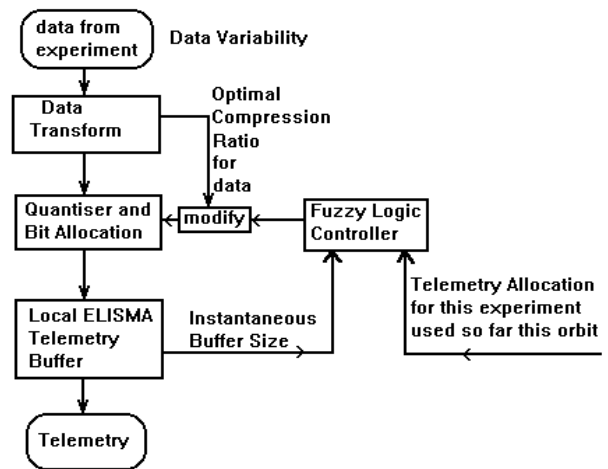 data from
experiment
Data Variability
Data
Transform
Optimal
Compression
Ratio
for
data
Quantiser and
Bit Allocation
modify
Fuzzy Logic
Controller
Telemetry Allocation
for this experiment
used so far this orbit
Local ELISMA
Telemetry
Buffer
Instantaneous
Buffer Size
Telemetry